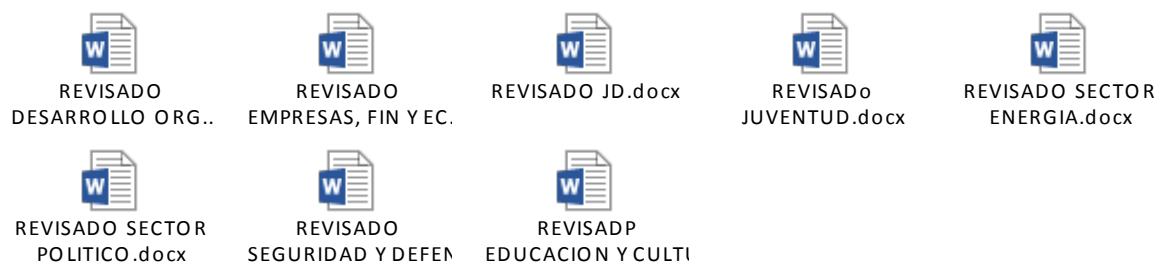 REVISADO
DESARROLLO ORG..
REVISADO
EMPRESAS, FIN Y EC.
REVISADO JD.docx
REVISADo
JUVENTUD.docx
REVISADO SECTOR
ENERGIA.docx
REVISADO SECTOR
POLITICO.docx
REVISADO
SEGURIDAD Y DEFEN
REVISADP
EDUCACION Y CULTU